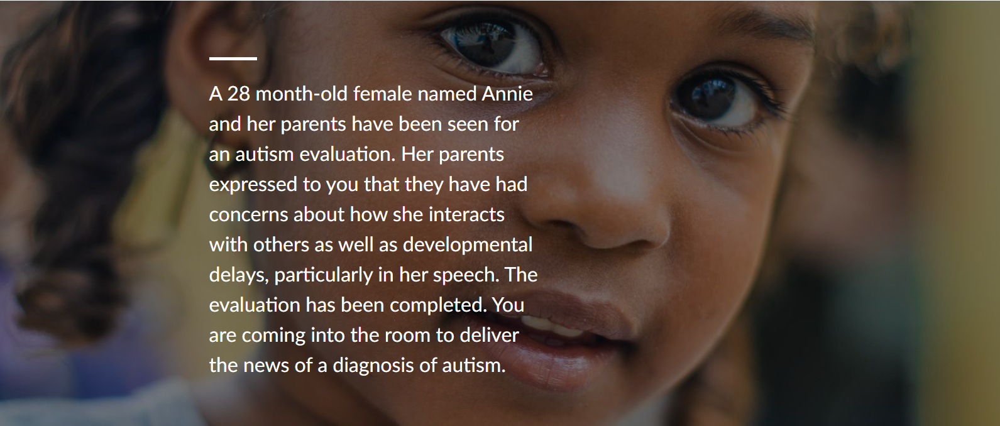 A 28 month-old female named Annie
and her parents have been seen for
an autism evaluation. Her parents
expressed to you that they have had
concerns about how she interacts
with others as well as developmental
delays, particularly in her speech. The
evaluation has been completed. You
are coming into the room to deliver
the news of a diagnosis of autism.